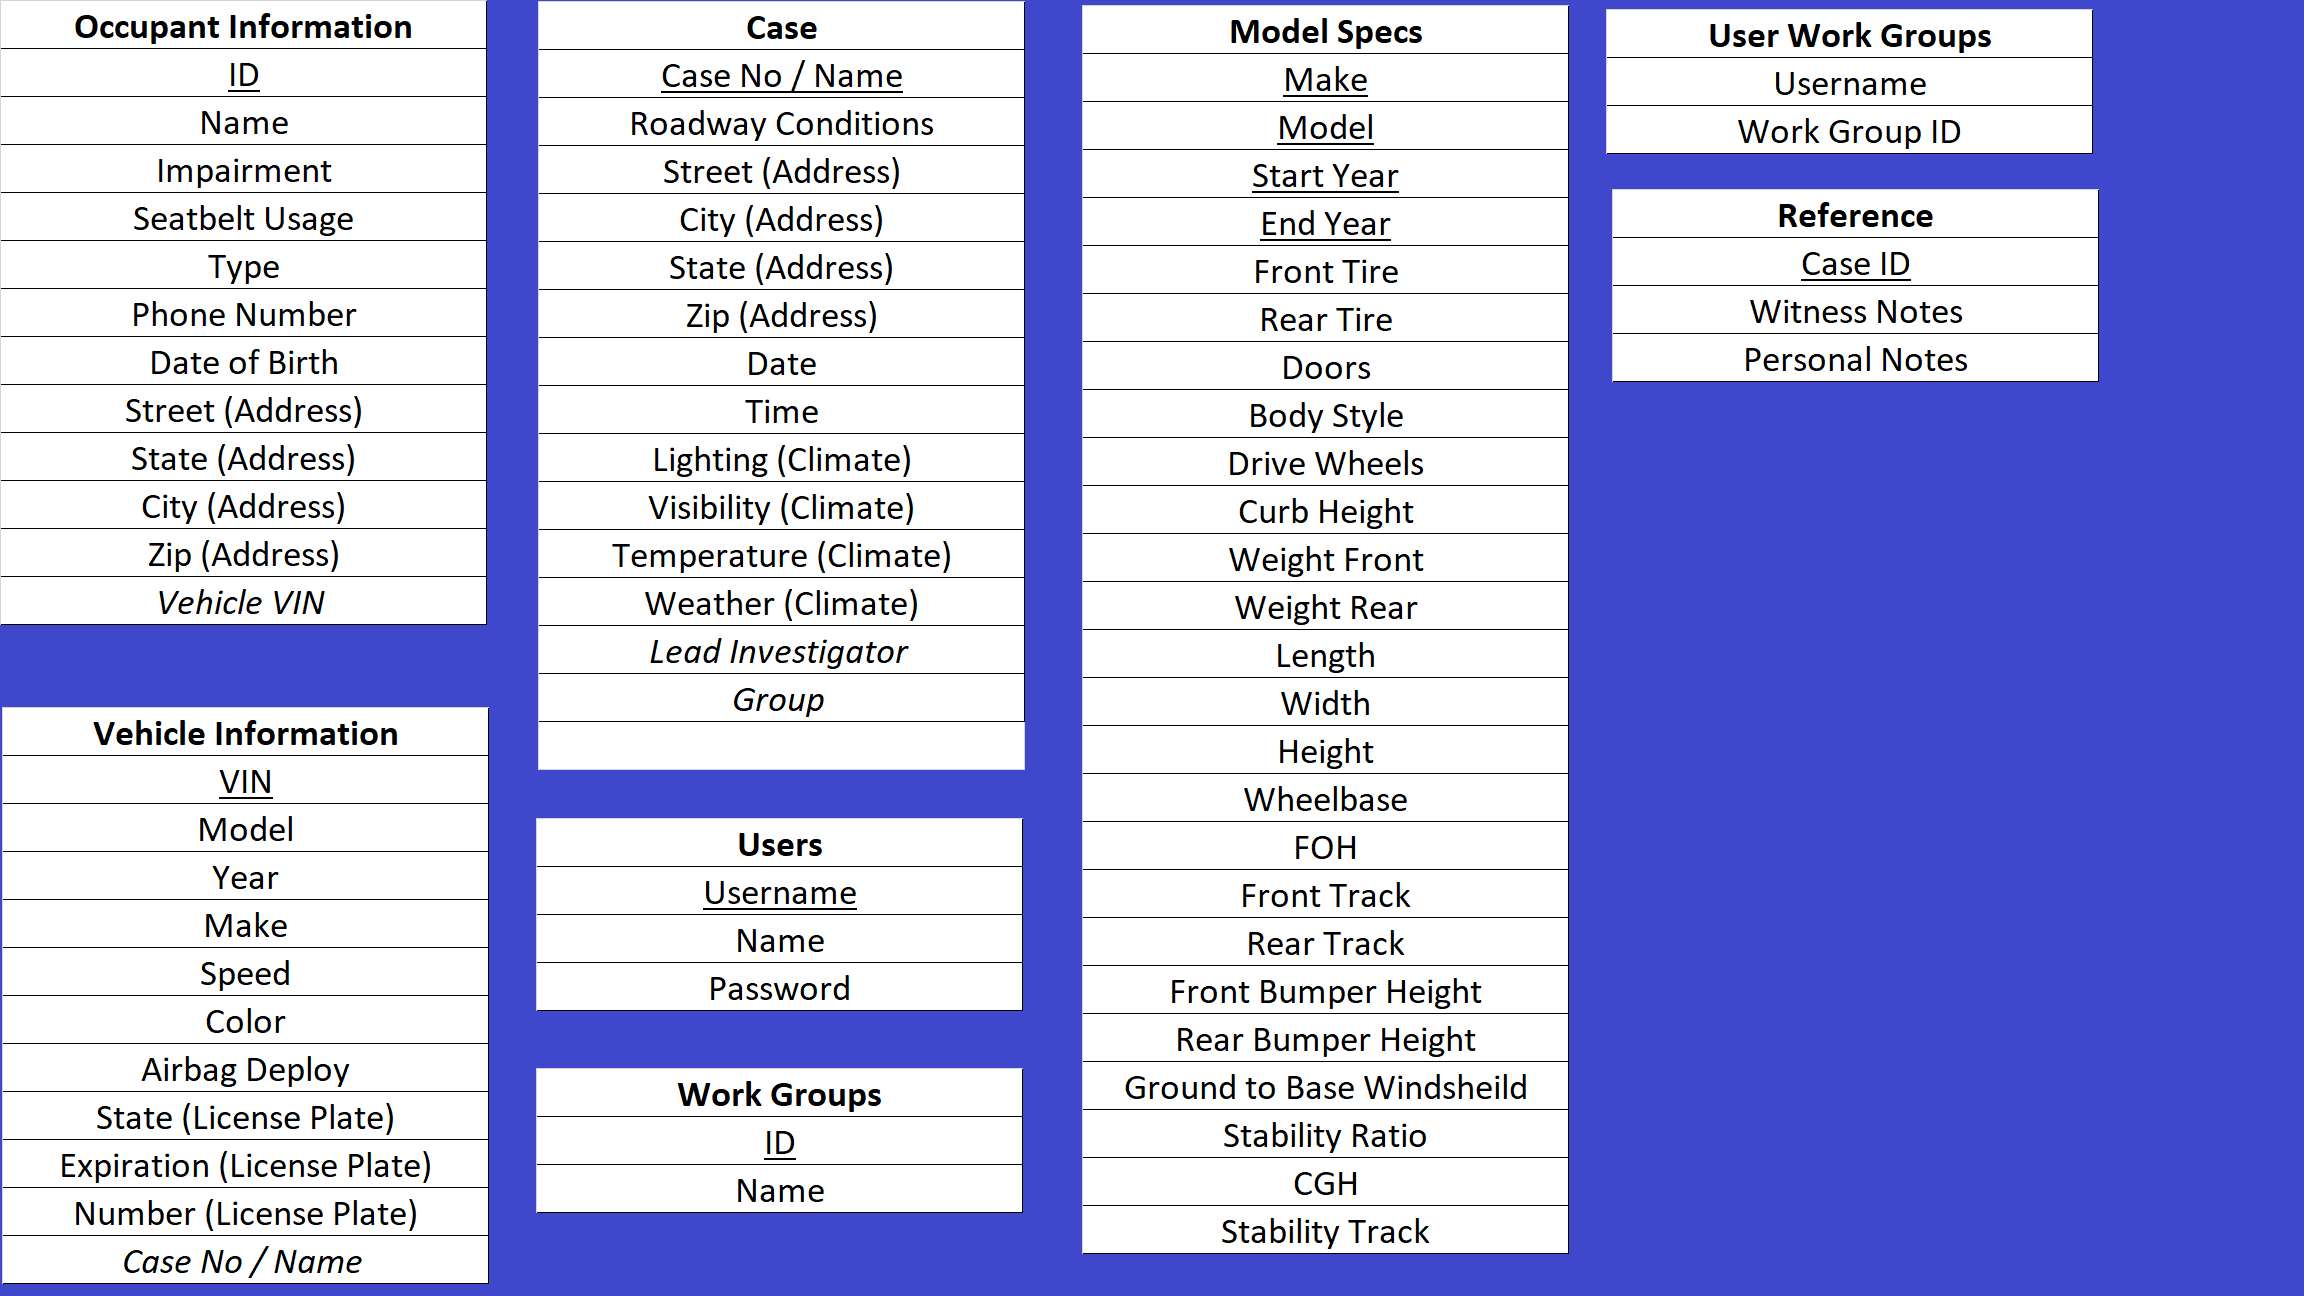 Occupant Information
ID
Name
Impairment
Seatbelt Usage
Type
Phone Number
Date of Birth
Street (Address)
State (Address)
City (Address)
Zip (Address)
Vehicle VIN
Vehicle Information
VIN
Model
Year
Make
Speed
Color
Airbag Deploy
State (License Plate)
Expiration (License Plate)
Number (License Plate)
Case No / Name
Case
Case No / Name
Roadway Conditions
Street (Address)
City (Address)
State (Address)
Zip (Address)
Date
Time
Lighting (Climate)
Visibility (Climate)
Temperature (Climate)
Weather (Climate)
Lead Investigator
Group
Users
Username
Name
Password
Work Groups
ID
Name
Model Specs
Make
Model
Start Year
End Year
Front Tire
Rear Tire
Doors
Body Style
Drive Wheels
Curb Height
Weight Front
Weight Rear
Length
Width
Height
Wheelbase
FOH
Front Track
Rear Track
Front Bumper Height
Rear Bumper Height
Ground to Base Windsheild
Stability Ratio
CGH
Stability Track
User Work Groups
Username
Work Group ID
Reference
Case ID
Witness Notes
Personal Notes